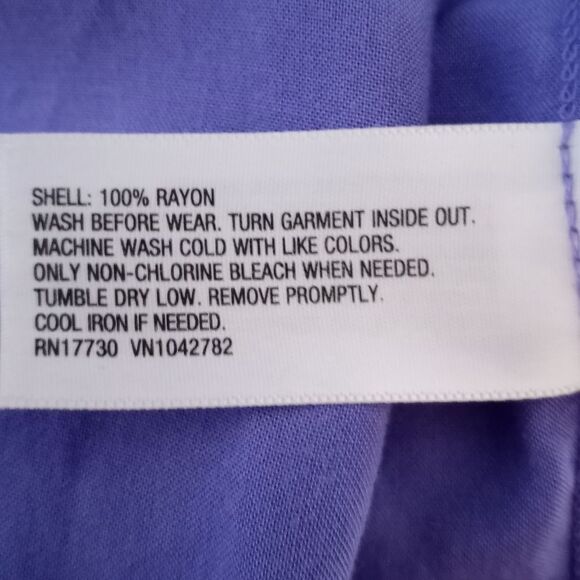 SHELL: 100% RAYON
WASH BEFORE WEAR. TURN GARMENT INSIDE OUT.
MACHINE WASH COLD WITH LIKE COLORS.
ONLY NON-CHLORINE BLEACH WHEN NEEDED.
TUMBLE DRY LOW. REMOVE PROMPTLY.
COOL IRON IF NEEDED.
RN17730 VN1042782